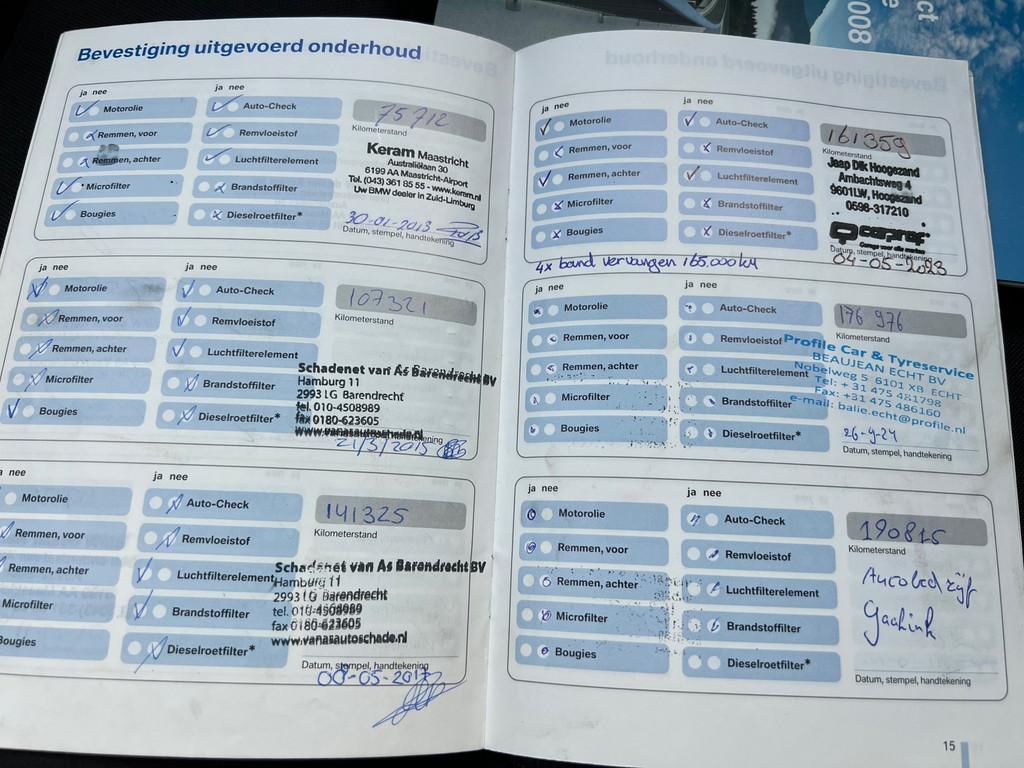 Bevestiging uitgevoerd onderhoud
ja nee
ja nee
Motorolie
Auto-Check
75712
Remmen, voor
Remvloeistof
Kilometerstand
Remmen, achter
Luchtfilterelement
Keram Maastricht
Australiëlaan 30
6199 AA Maastricht-Airport
Tel. (043) 361 85 55 - www.keram.nl
Uw BMW dealer in Zuid-Limburg
Microfilter
Brandstoffilter
Bougies
Dieselroetfilter*
30-01-2013
Datum, stempel, handtekening
ja nee
ja nee
Motorolie
Auto-Check
107321
Remmen, voor
Remvloeistof
Kilometerstand
Remmen, achter
Luchtfilterelement
Microfilter
Brandstoffilter
Schadenet van As Barendrecht BV
Hamburg 11
2993 LG Barendrecht
tel. 010-4508989
fax 0180-623605
www.vanasautoschade.nl
Bougies
Dieselroetfilter*
21/3/2015
nee
ja nee
Motorolie
Auto-Check
141325
Remmen, voor
Remvloeistof
Kilometerstand
Remmen, achter
Luchtfilterelement
Schadenet van As Barendrecht BV
Hamburg 11
2993 LG Barendrecht
tel. 010-4508989
fax 0180-623605
www.vanasautoschade.nl
Microfilter
Brandstoffilter
Bougies
Dieselroetfilter*
Datum, stempel, handtekening
08-05-2017
ja nee
ja nee
Motorolie
Auto-Check
161359
Remmen, voor
Remvloeistof
Kilometerstand
Remmen, achter
Luchtfilterelement
Jaap Dik Hoogezand
Ambachtsweg 4
9601LW, Hoogezand
0598-317210
carprof
Microfilter
Brandstoffilter
Bougies
Dieselroetfilter*
Datum, stempel, handtekening
04-05-2023
4x band vervangen 165.000 km
ja nee
ja nee
Motorolie
Auto-Check
176 976
Remmen, voor
Remvloeistof
Kilometerstand
Remmen, achter
Luchtfilterelement
Profile Car & Tyreservice
BEAUJEAN ECHT BV
Nobelweg 5 6101 XB ECHT
Tel: + 31 475 481798
Fax: +31 475 486160
e-mail: balie.echt@profile.nl
Microfilter
Brandstoffilter
Bougies
Dieselroetfilter*
26-9-24
Datum, stempel, handtekening
ja nee
ja nee
Motorolie
Auto-Check
190815
Remmen, voor
Remvloeistof
Kilometerstand
Remmen, achter
Luchtfilterelement
Autobedrijf
Microfilter
Brandstoffilter
Bougies
Dieselroetfilter*
Datum, stempel, handtekening
15
ct
e
008